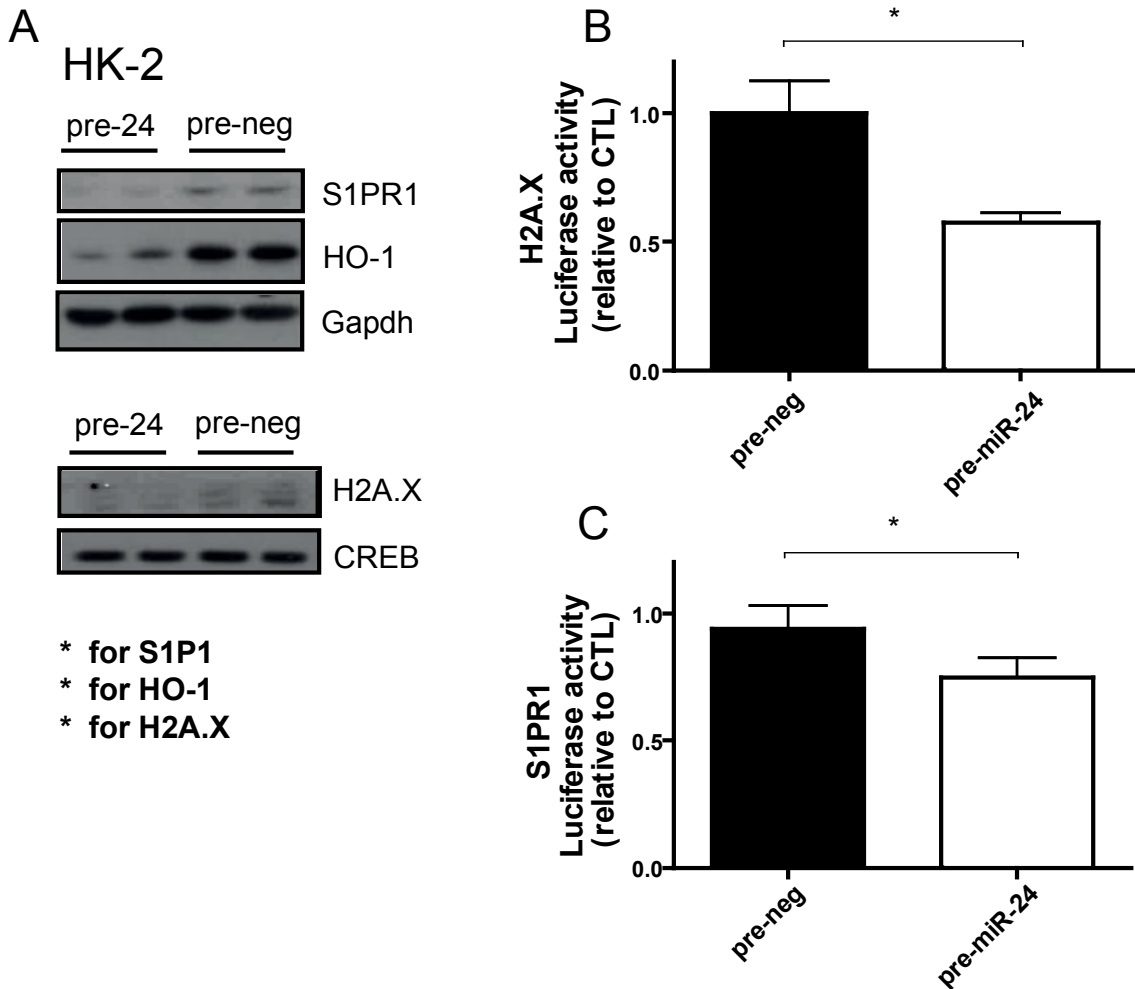 A
HK-2
pre-24 pre-neg
S1PR1
HO-1
Gapdh
pre-24 pre-neg
H2A.X
CREB
* for S1P1
* for HO-1
* for H2A.X
B
*
H2A.X
Luciferase activity
(relative to CTL)
1.0
0.5
0.0
pre-neg
pre-miR-24
C
*
S1PR1
Luciferase activity
(relative to CTL)
1.0
0.5
0.0
pre-neg
pre-miR-24